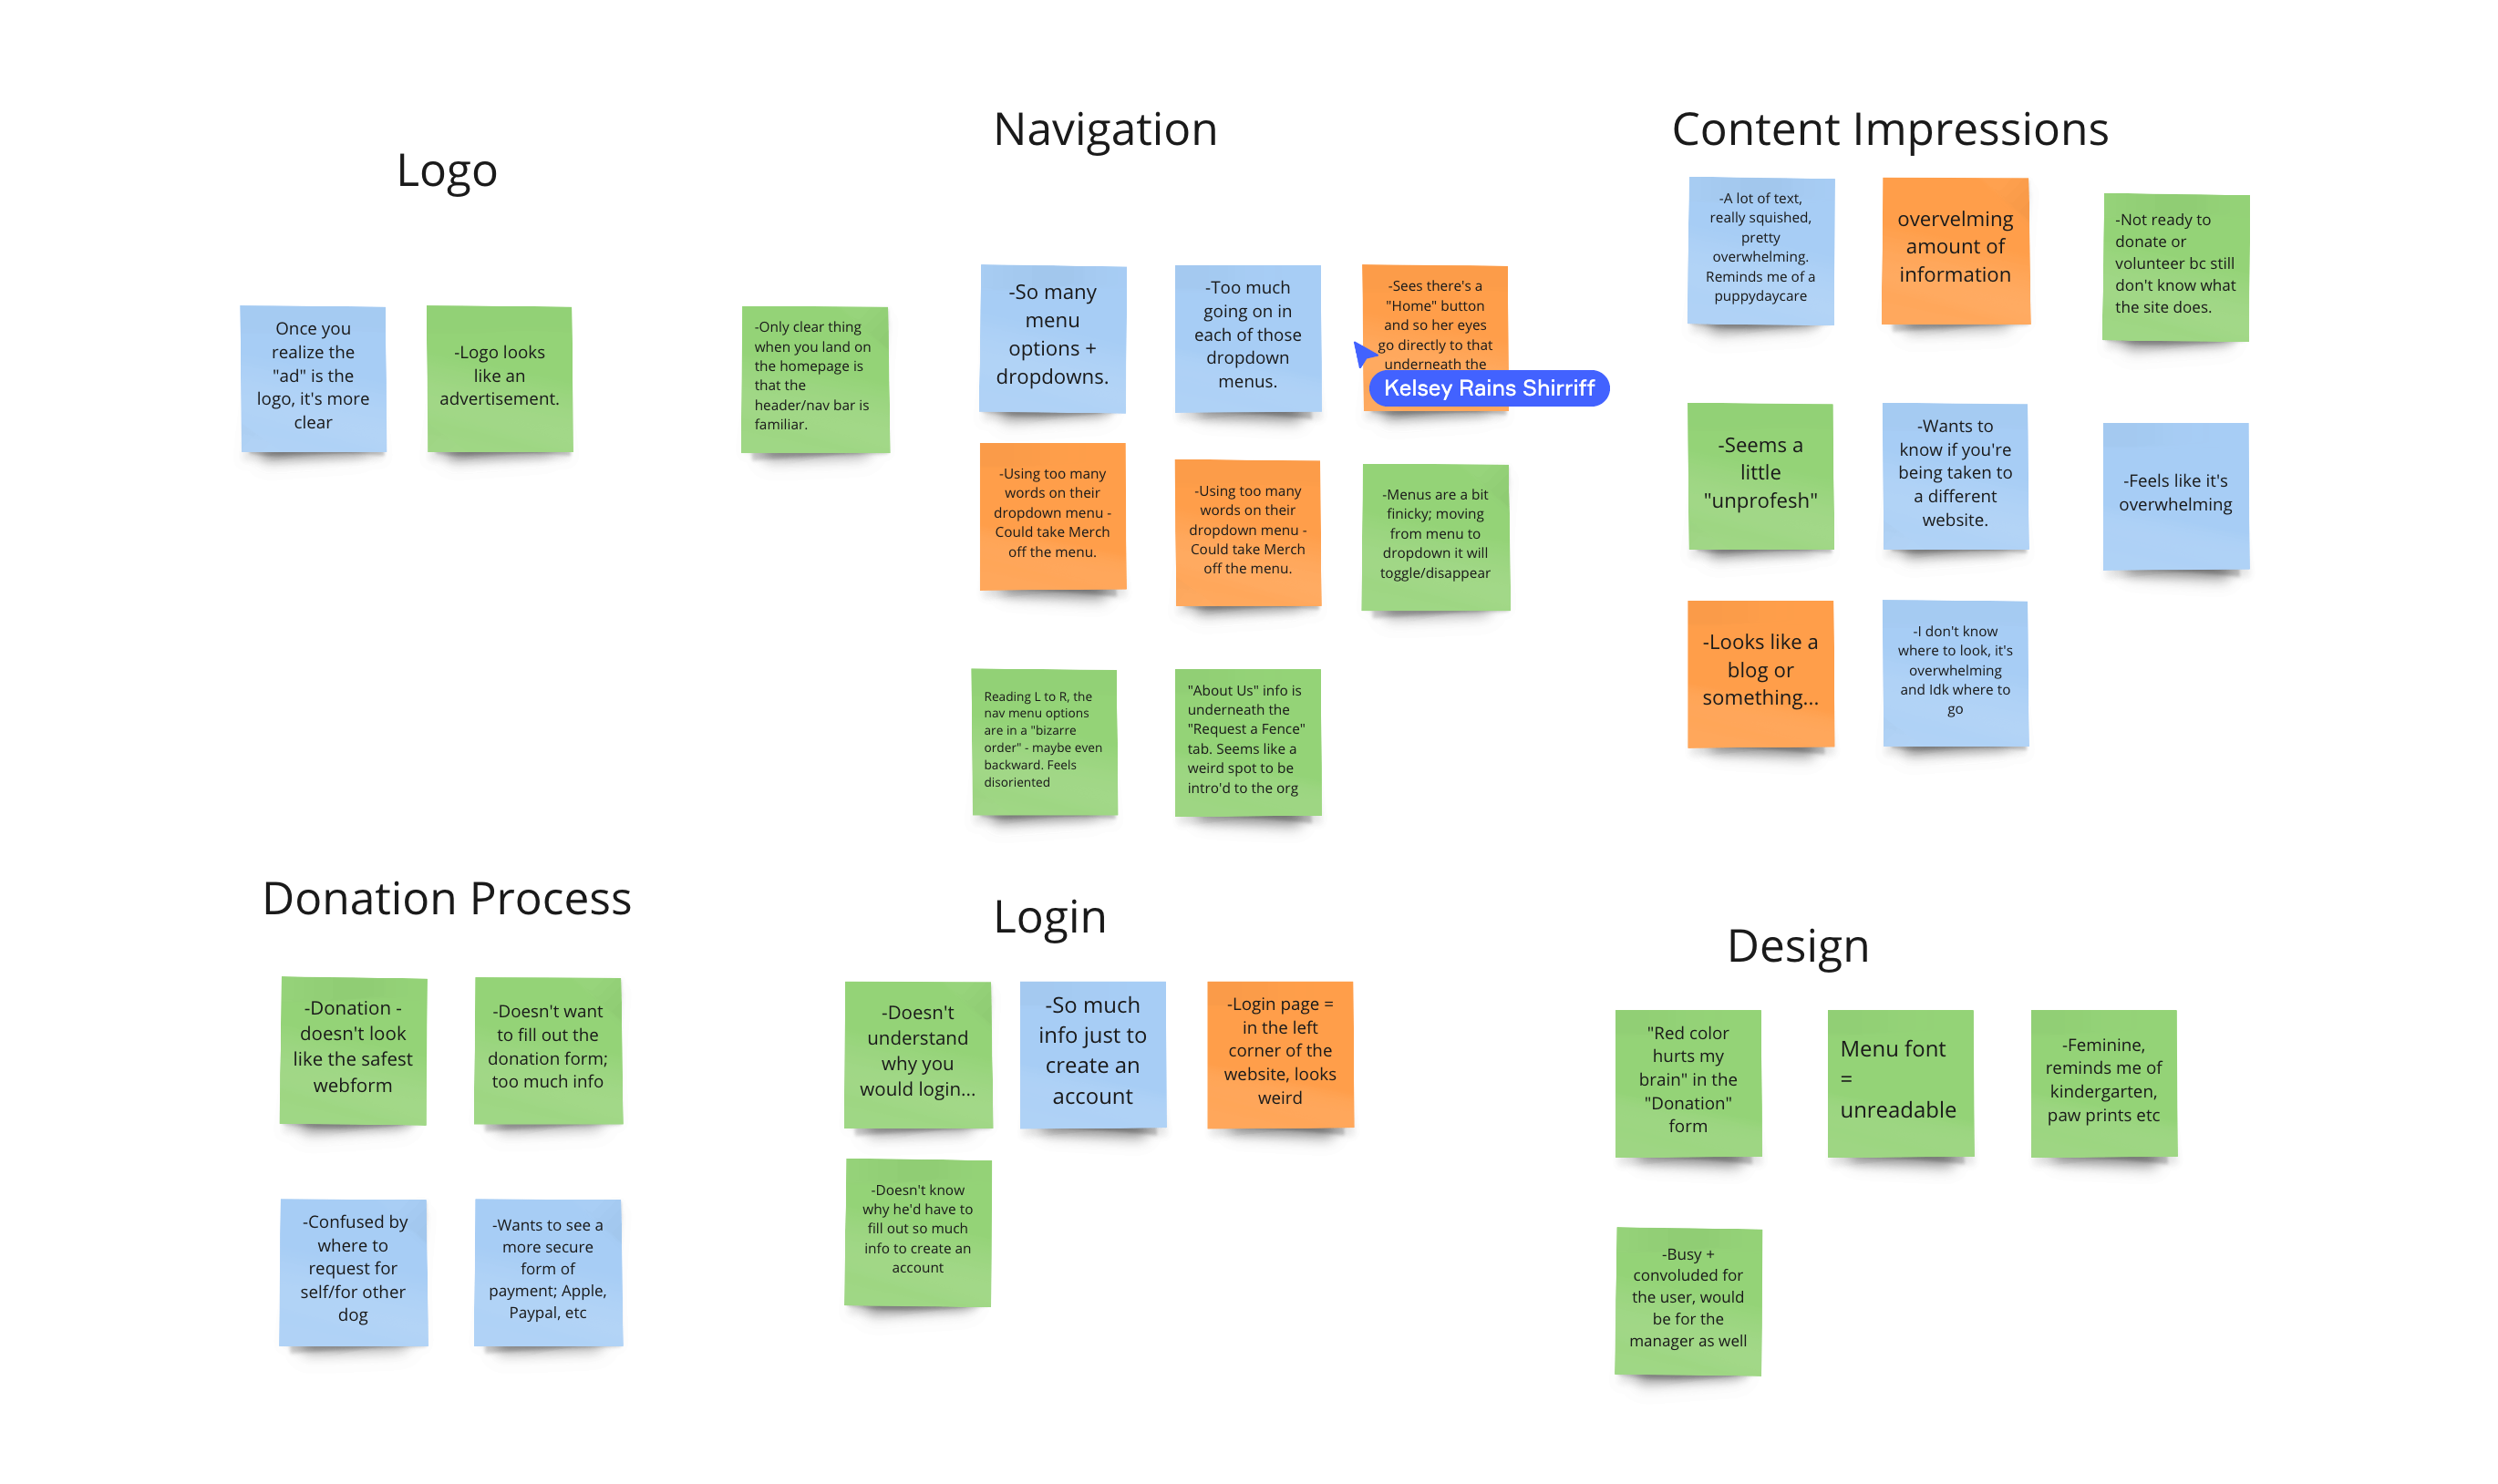 Logo
Once you
realize the
"ad" is the
logo, it's more
clear
-Logo looks
like an
advertisement.
Navigation
-Only clear thing
when you land on
the homepage is
that the
header/nav bar is
familiar.
-So many
menu
options +
dropdowns.
-Too much
going on in
each of those
dropdown
menus.
-Sees there's a
"Home" button
and so her eyes
go directly to that
underneath the
Kelsey Rains Shirriff
-Using too many
words on their
dropdown menu -
Could take Merch
off the menu.
-Using too many
words on their
dropdown menu -
Could take Merch
off the menu.
-Menus are a bit
finicky; moving
from menu to
dropdown it will
toggle/disappear
Reading L to R, the
nav menu options
are in a "bizarre
order" - maybe even
backward. Feels
disoriented
"About Us" info is
underneath the
"Request a Fence"
tab. Seems like a
weird spot to be
intro'd to the org
Content Impressions
-A lot of text,
really squished,
pretty
overwhelming.
Reminds me of a
puppydaycare
overvelming
amount of
information
-Not ready to
donate or
volunteer bc still
don't know what
the site does.
-Seems a
little
"unprofesh"
-Wants to
know if you're
being taken to
a different
website.
-Feels like it's
overwhelming
-Looks like a
blog or
something...
-I don't know
where to look, it's
overwhelming
and Idk where to
go
Donation Process
-Donation -
doesn't look
like the safest
webform
-Doesn't want
to fill out the
donation form;
too much info
-Confused by
where to
request for
self/for other
dog
-Wants to see a
more secure
form of
payment; Apple,
Paypal, etc
Login
-Doesn't
understand
why you
would login...
-So much
info just to
create an
account
-Login page =
in the left
corner of the
website, looks
weird
-Doesn't know
why he'd have to
fill out so much
info to create an
account
Design
"Red color
hurts my
brain" in the
"Donation"
form
Menu font
=
unreadable
-Feminine,
reminds me of
kindergarten,
paw prints etc
-Busy +
convoluded for
the user, would
be for the
manager as well